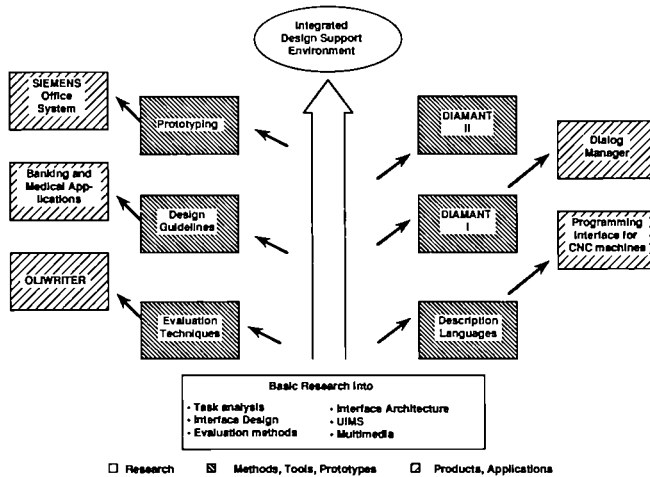 Integrated
Design Support
Environment
SIEMENS
Office
System
Prototyping
DIAMANT
II
Dialog
Manager
Banking and
Medical App-
lications
Design
Guidelines
DIAMANT
I
Programming
Interface for
CNC machines
OLIWRITER
Evaluation
Techniques
Description
Languages
Basic Research Into
• Task analysis
• Interface Design
• Evaluation methods
• Interface Architecture
• UIMS
• Multimedia
Research
Methods, Tools, Prototypes
Products, Applications